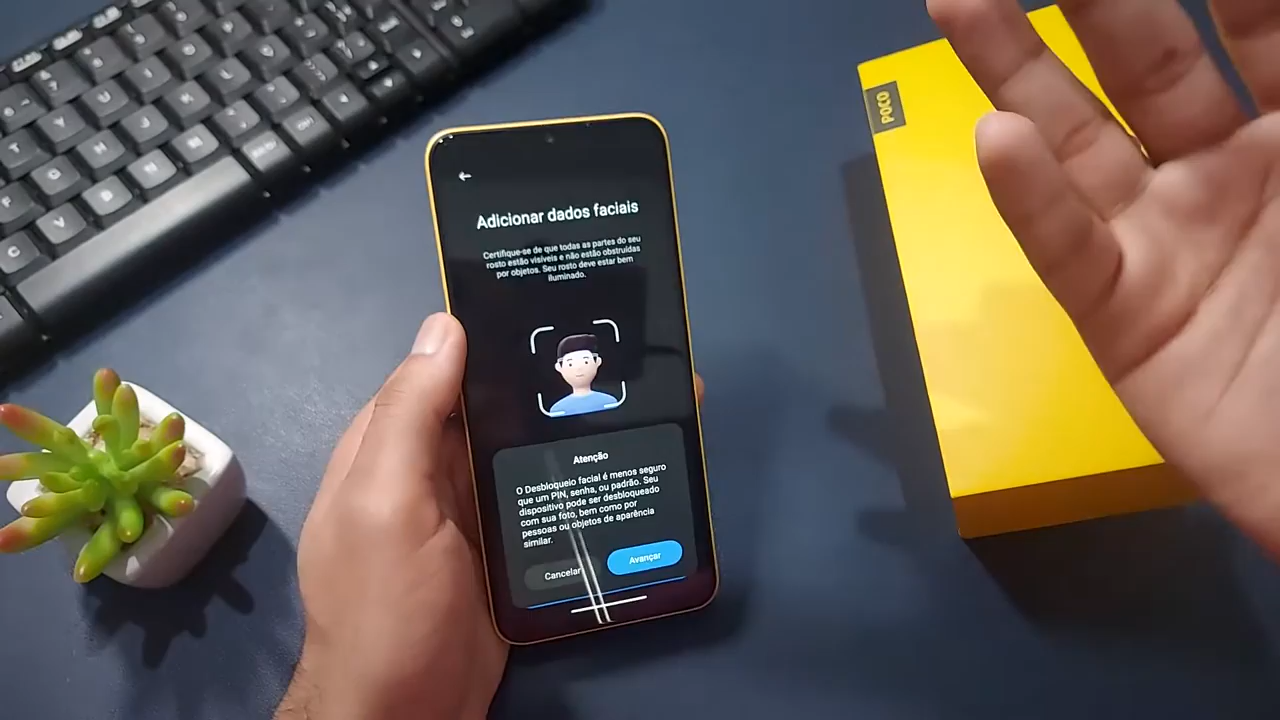 Adicionar dados faciais
Certifique-se de que todas as partes do seu
rosto estão visíveis e não estão obstruídas
por objetos. Seu rosto deve estar bem
iluminado.
Atenção
O Desbloqueio facial é menos seguro
que um PIN, senha, ou padrão. Seu
dispositivo pode ser desbloqueado
com sua foto, bem como por
pessoas ou objetos de aparência
similar.
Cancelar
Avançar
POCO
T
Y
U
H
J
K
N
M
F
V
B
C
Ctrl